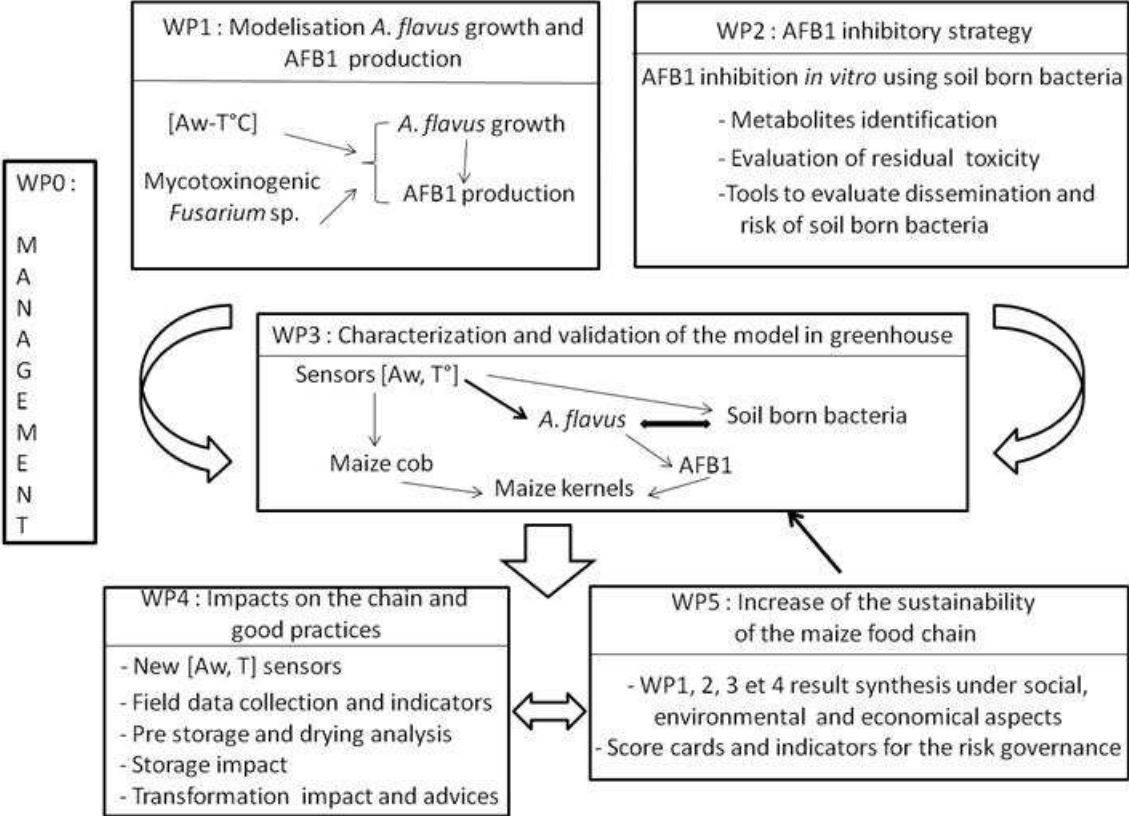 WP1 : Modelisation A. flavus growth and
AFB1 production
[Aw-T°C]
A. flavus growth
Mycotoxinogenic
Fusarium sp.
AFB1 production
WP2 : AFB1 inhibitory strategy
AFB1 inhibition in vitro using soil born bacteria
- Metabolites identification
- Evaluation of residual toxicity
-Tools to evaluate dissemination and
risk of soil born bacteria
WP0 :
M
A
N
A
G
E
M
E
N
T
WP3 : Characterization and validation of the model in greenhouse
Sensors [Aw, T°]
A. flavus
Soil born bacteria
Maize cob
AFB1
Maize kernels
WP4 : Impacts on the chain and
good practices
- New [Aw, T] sensors
- Field data collection and indicators
- Pre storage and drying analysis
- Storage impact
- Transformation impact and advices
WP5 : Increase of the sustainability
of the maize food chain
- WP1, 2, 3 et 4 result synthesis under social,
environmental and economical aspects
- Score cards and indicators for the risk governance